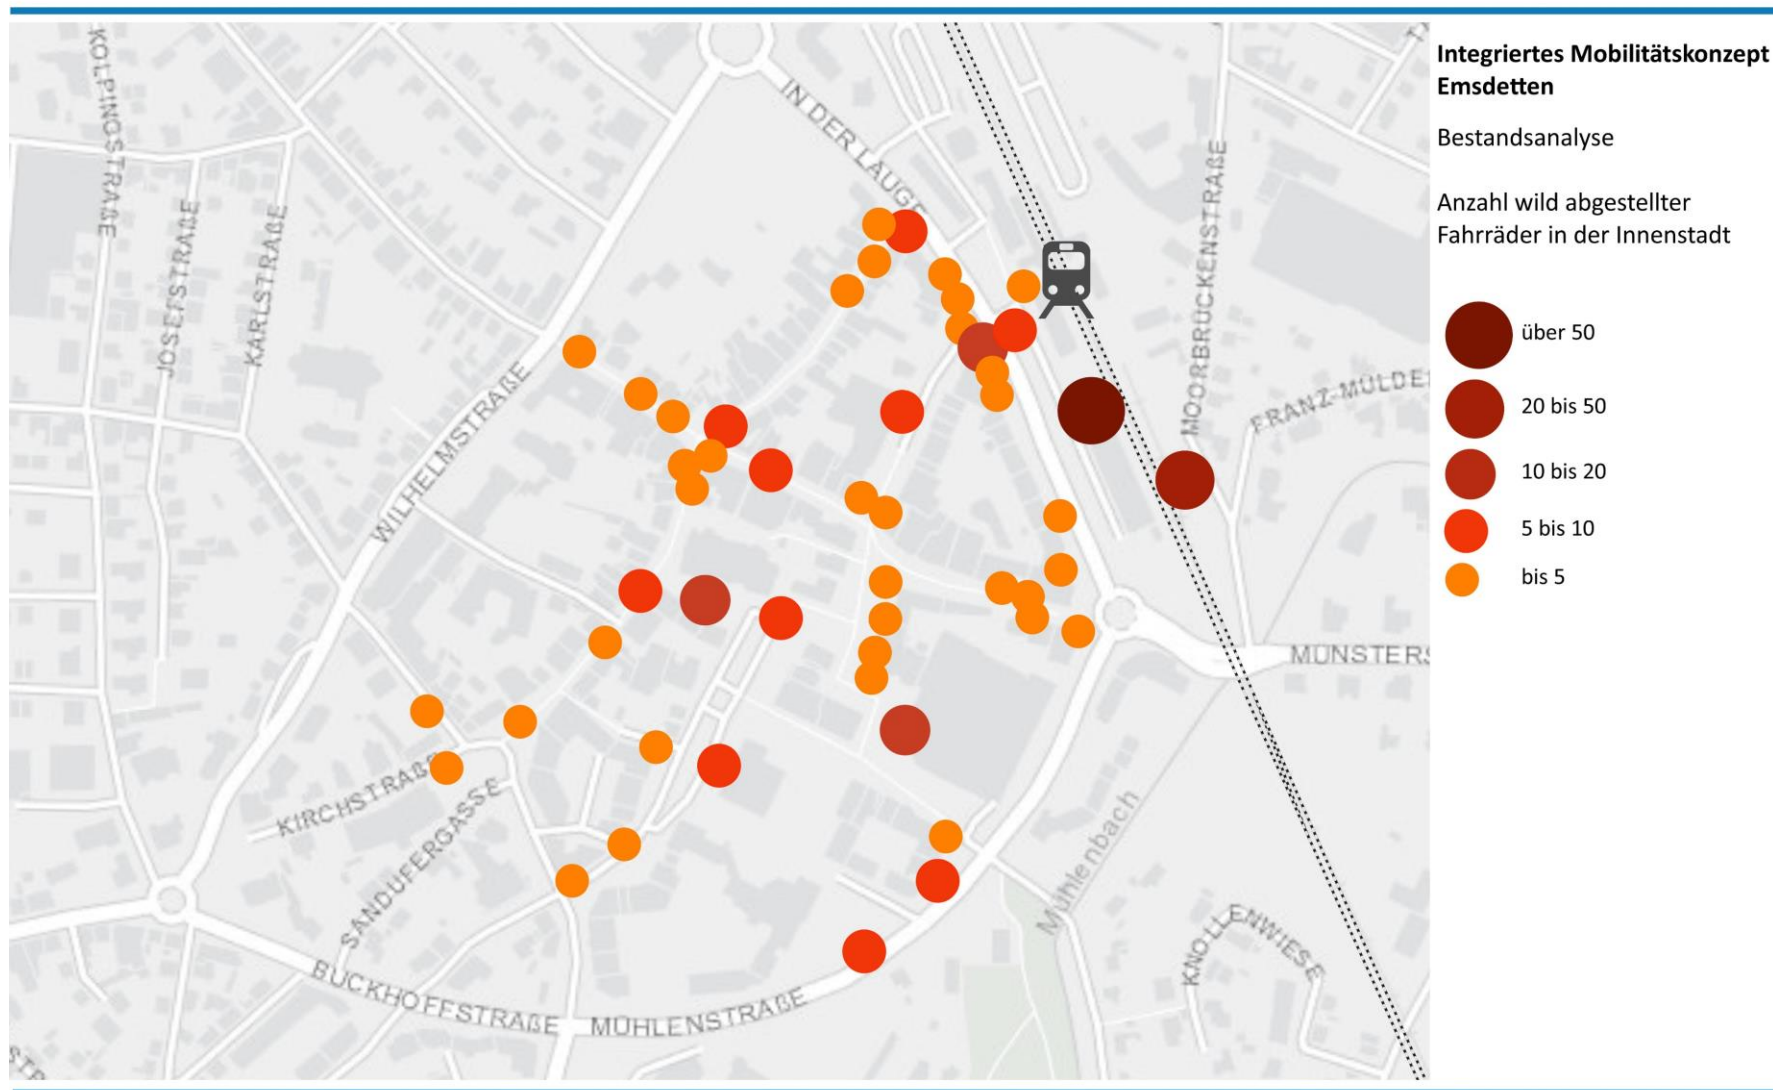 Integriertes Mobilitätskonzept
Emsdetten
Bestandsanalyse
Anzahl wild abgestellter
Fahrräder in der Innenstadt
über 50
20 bis 50
10 bis 20
5 bis 10
bis 5
KOLPINGSTRAßE
JOSEFSTRAßE
KARLSTRAßE
WILHELMSTRAßE
IN DER LAUGE
MOORBRÜCKENSTRAßE
FRANZ-MÜLDE
MÜNSTERS
KIRCHSTRAßE
SANDUFERGASSE
BUCKHOFFSTRAßE
MÜHLENSTRAßE
Mühlenbach
KNOLLENWIESE
STR